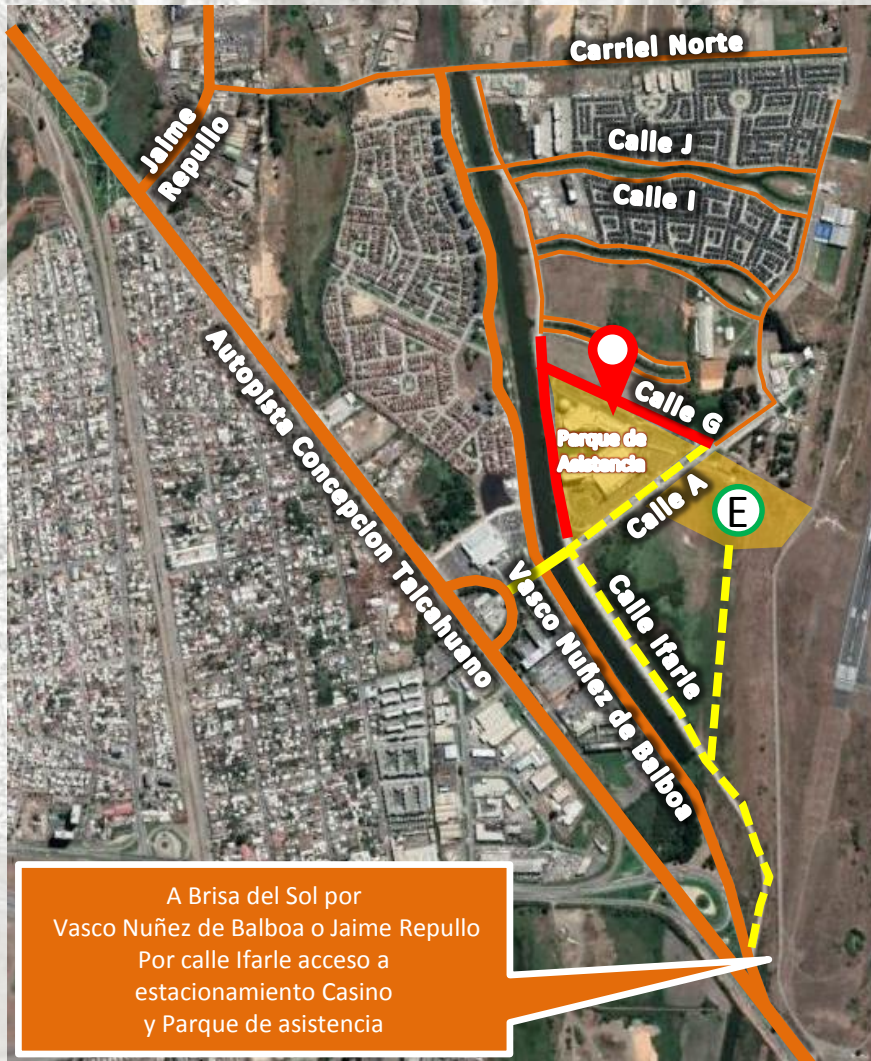 Carriel Norte
Jaime
Repullo
Calle J
Calle I
Autopista Concepcion Talcahuano
Calle G
Parque de
Asistencia
Calle A
E
Vasco Nuñez de Balboa
Calle Ifarle
A Brisa del Sol por
Vasco Nuñez de Balboa o Jaime Repullo
Por calle Ifarle acceso a
estacionamiento Casino
y Parque de asistencia